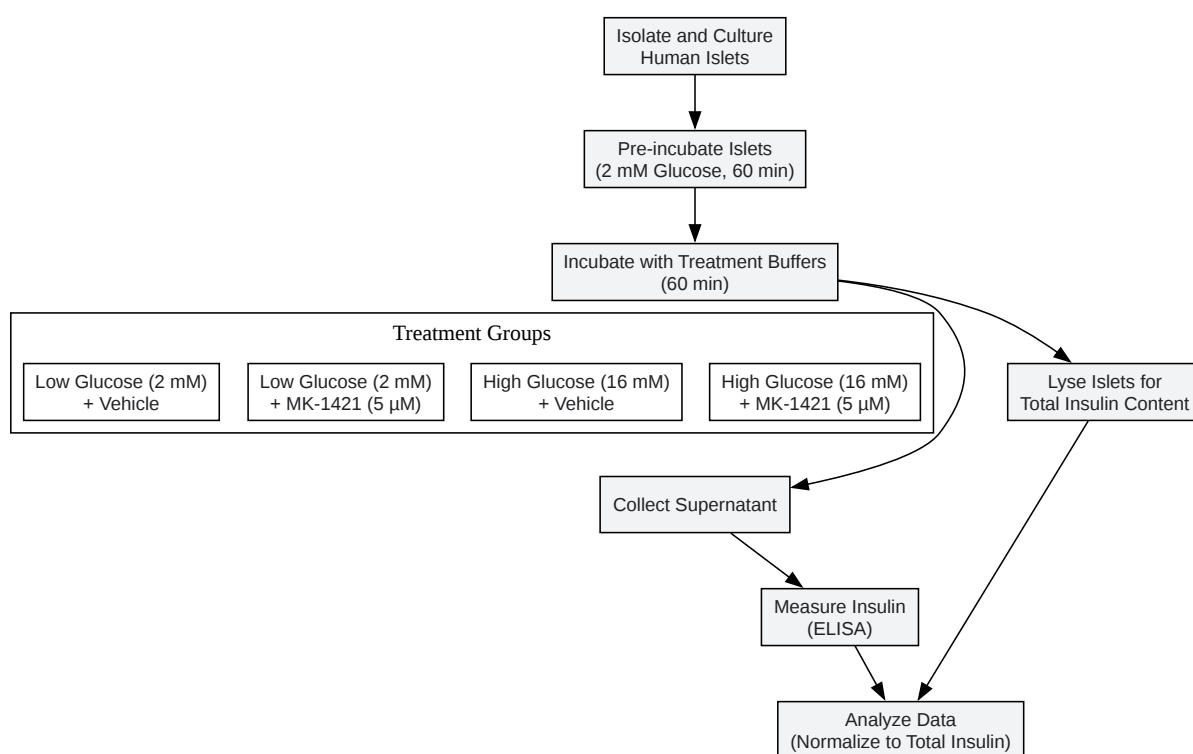 Isolate and Culture
Human Islets
Pre-incubate Islets
(2 mM Glucose, 60 min)
Incubate with Treatment Buffers
(60 min)
Treatment Groups
Low Glucose (2 mM)
+ Vehicle
Low Glucose (2 mM)
+ MK-1421 (5 µM)
High Glucose (16 mM)
+ Vehicle
High Glucose (16 mM)
+ MK-1421 (5 µM)
Lyse Islets for
Total Insulin Content
Collect Supernatant
Measure Insulin
(ELISA)
Analyze Data
(Normalize to Total Insulin)